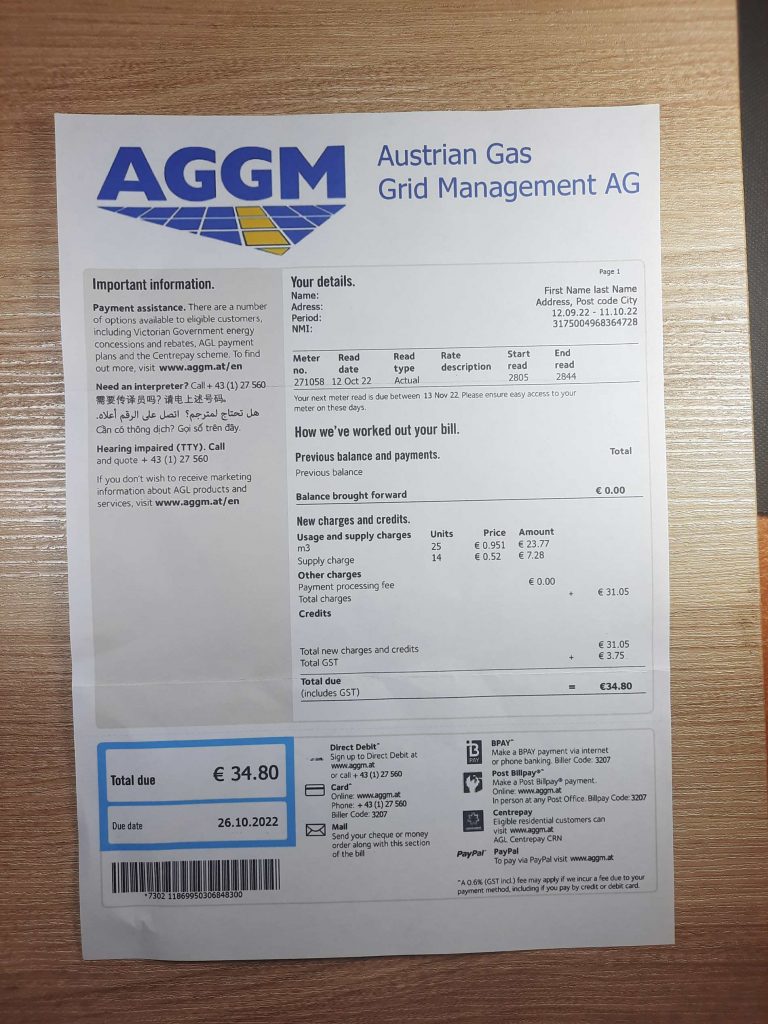 AGGM
Austrian Gas
Grid Management AG
Important information.
Payment assistance. There are a number
of options available to eligible customers,
including Victorian Government energy
concessions and rebates, AGL payment
plans and the Centrepay scheme. To find
out more, visit www.aggm.at/en
Need an interpreter? Call + 43 (1) 27 560
需要传译员吗? 请电上述号码。
هل تحتاج لمترجم؟ اتصل على الرقم أعلاه.
Cần có thông dịch? Gọi số trên đây.
Hearing impaired (TTY). Call
and quote + 43 (1) 27 560
If you don't wish to receive marketing
information about AGL products and
services, visit www.aggm.at/en
Page 1
Your details.
Name: First Name last Name
Adress: Address, Post code City
Period: 12.09.22 - 11.10.22
NMI: 3175004968364728
Meter no. Read date Read type Rate description Start read End read
271058 12 Oct 22 Actual 2805 2844
Your next meter read is due between 13 Nov 22. Please ensure easy access to your
meter on these days.
How we've worked out your bill.
Previous balance and payments. Total
Previous balance
Balance brought forward € 0.00
New charges and credits.
Usage and supply charges Units Price Amount
m3 25 € 0.951 € 23.77
Supply charge 14 € 0.52 € 7.28
Other charges
Payment processing fee € 0.00
Total charges + € 31.05
Credits
Total new charges and credits € 31.05
Total GST + € 3.75
Total due = €34.80
(includes GST)
Total due € 34.80
Due date 26.10.2022
*7302 11869950306848300
Direct Debit
Sign up to Direct Debit at
www.aggm.at
or call + 43 (1) 27 560
Card
Online: www.aggm.at
Phone: + 43 (1) 27 560
Biller Code: 3207
Mail
Send your cheque or money
order along with this section
of the bill
B PAY
BPAY
Make a BPAY payment via internet
or phone banking. Biller Code: 3207
Post Billpay®
Make a Post Billpay® payment.
Online: www.aggm.at
In person at any Post Office. Billpay Code: 3207
Centrepay
Eligible residential customers can
visit www.aggm.at
AGL Centrepay CRN
PayPal PayPal
To pay via PayPal visit www.aggm.at
*A 0.6% (GST incl.) fee may apply if we incur a fee due to your
payment method, including if you pay by credit or debit card.